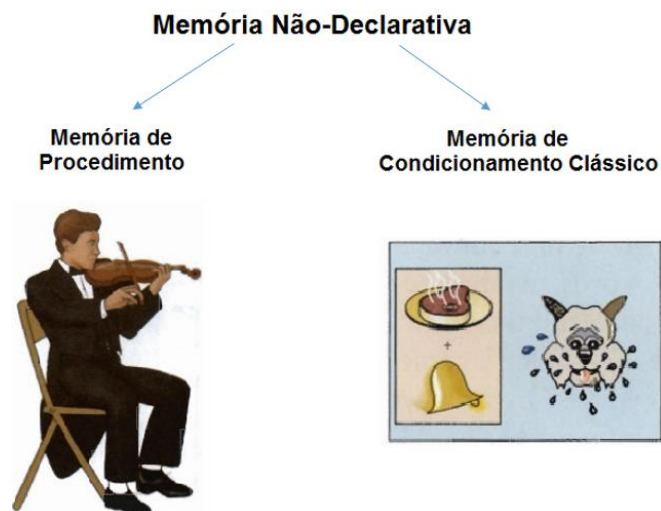 Memória Não-Declarativa
Memória de
Procedimento
Memória de
Condicionamento Clássico
+